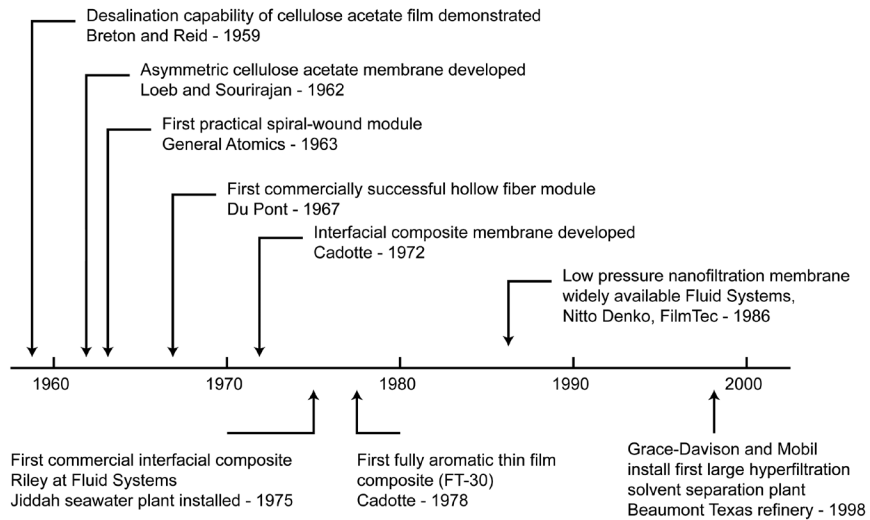 Desalination capability of cellulose acetate film demonstrated
Breton and Reid - 1959
Asymmetric cellulose acetate membrane developed
Loeb and Sourirajan - 1962
First practical spiral-wound module
General Atomics - 1963
First commercially successful hollow fiber module
Du Pont - 1967
Interfacial composite membrane developed
Cadotte - 1972
Low pressure nanofiltration membrane
widely available Fluid Systems,
Nitto Denko, FilmTec - 1986
1960
1970
1980
1990
2000
First commercial interfacial composite
Riley at Fluid Systems
Jiddah seawater plant installed - 1975
First fully aromatic thin film
composite (FT-30)
Cadotte - 1978
Grace-Davison and Mobil
install first large hyperfiltration
solvent separation plant
Beaumont Texas refinery - 1998